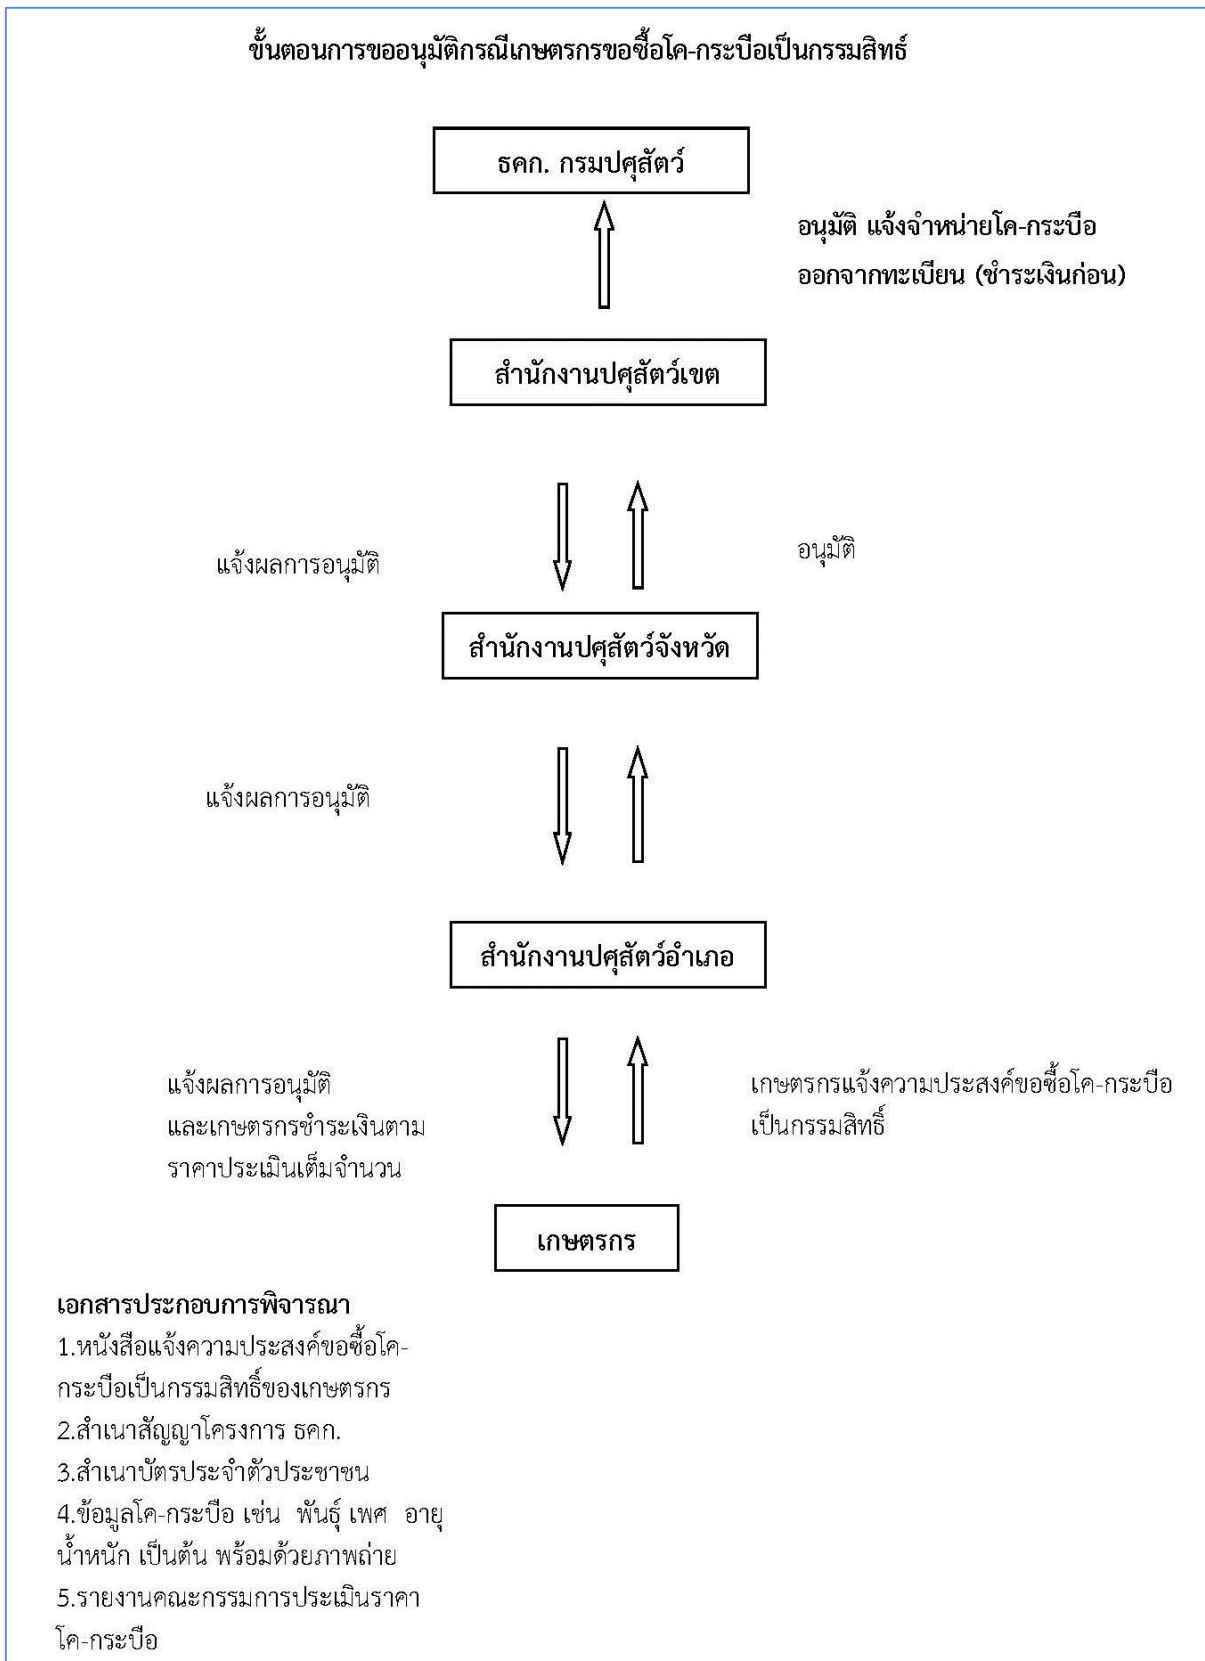 ขั้นตอนการขออนุมัติกรณีเกษตรกรขอซื้อโค-กระบือเป็นกรรมสิทธ์
ธคก. กรมปศุสัตว์
อนุมัติ แจ้งจำหน่ายโค-กระบือ
ออกจากทะเบียน (ชำระเงินก่อน)
สำนักงานปศุสัตว์เขต
แจ้งผลการอนุมัติ
อนุมัติ
สำนักงานปศุสัตว์จังหวัด
แจ้งผลการอนุมัติ
สำนักงานปศุสัตว์อำเภอ
แจ้งผลการอนุมัติ
และเกษตรกรชำระเงินตาม
ราคาประเมินเต็มจำนวน
เกษตรกรแจ้งความประสงค์ขอซื้อโค-กระบือ
เป็นกรรมสิทธิ์
เกษตรกร
เอกสารประกอบการพิจารณา
1.หนังสือแจ้งความประสงค์ขอซื้อโค-
กระบือเป็นกรรมสิทธิ์ของเกษตรกร
2.สำเนาสัญญาโครงการ ธคก.
3.สำเนาบัตรประจำตัวประชาชน
4.ข้อมูลโค-กระบือ เช่น พันธุ์ เพศ อายุ
น้ำหนัก เป็นต้น พร้อมด้วยภาพถ่าย
5.รายงานคณะกรรมการประเมินราคา
โค-กระบือ